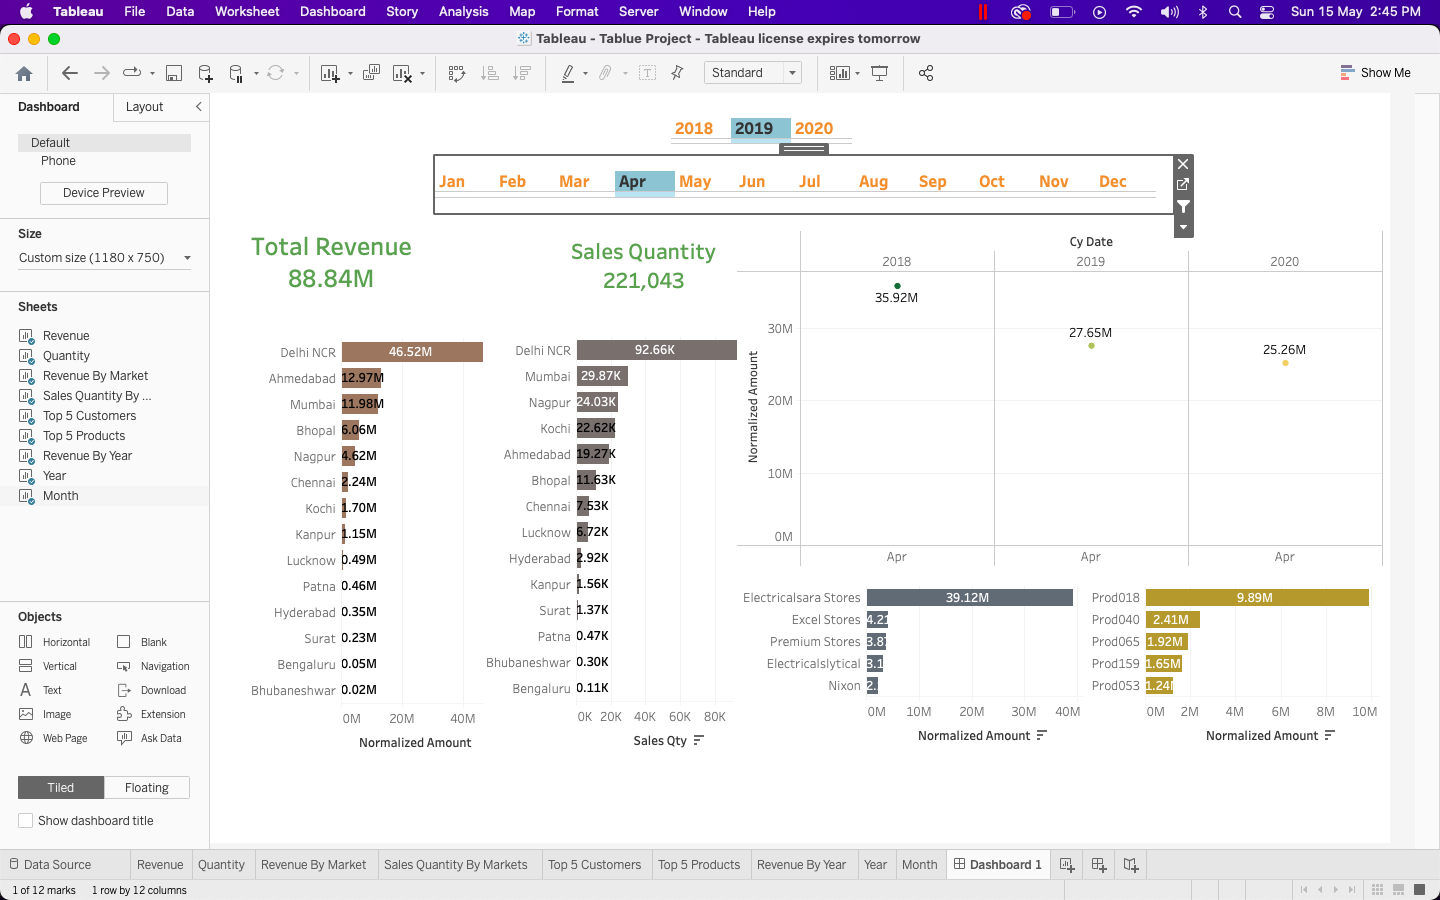 Tableau File Data Worksheet Dashboard Story Analysis Map Format Server Window Help Sun 15 May 2:45 PM
Tableau - Tablue Project - Tableau license expires tomorrow
Standard
Show Me
Dashboard Layout
Default
Phone
Device Preview
Size
Custom size (1180 x 750)
Sheets
Revenue
Quantity
Revenue By Market
Sales Quantity By ...
Top 5 Customers
Top 5 Products
Revenue By Year
Year
Month
Objects
Horizontal Blank
Vertical Navigation
Text Download
Image Extension
Web Page Ask Data
Tiled Floating
Show dashboard title
2018 2019 2020
Jan Feb Mar Apr May Jun Jul Aug Sep Oct Nov Dec
Total Revenue
88.84M
Sales Quantity
221,043
Delhi NCR 46.52M
Ahmedabad 12.97M
Mumbai 11.98M
Bhopal 6.06M
Nagpur 4.62M
Chennai 2.24M
Kochi 1.70M
Kanpur 1.15M
Lucknow 0.49M
Patna 0.46M
Hyderabad 0.35M
Surat 0.23M
Bengaluru 0.05M
Bhubaneshwar 0.02M
0M 20M 40M
Normalized Amount
Delhi NCR 92.66K
Mumbai 29.87K
Nagpur 24.03K
Kochi 22.62K
Ahmedabad 19.27K
Bhopal 11.63K
Chennai 7.53K
Lucknow 6.72K
Hyderabad 2.92K
Kanpur 1.56K
Surat 1.37K
Patna 0.47K
Bhubaneshwar 0.30K
Bengaluru 0.11K
0K 20K 40K 60K 80K
Sales Qty
Cy Date
2018 2019 2020
35.92M
27.65M
25.26M
30M
20M
10M
0M
Normalized Amount
Apr Apr Apr
Electricalsara Stores 39.12M
Excel Stores 4.21
Premium Stores 3.8
Electricalslytical 3.1
Nixon 2.
0M 10M 20M 30M 40M
Normalized Amount
Prod018 9.89M
Prod040 2.41M
Prod065 1.92M
Prod159 1.65M
Prod053 1.24
0M 2M 4M 6M 8M 10M
Normalized Amount
Data Source Revenue Quantity Revenue By Market Sales Quantity By Markets Top 5 Customers Top 5 Products Revenue By Year Year Month Dashboard 1
1 of 12 marks 1 row by 12 columns